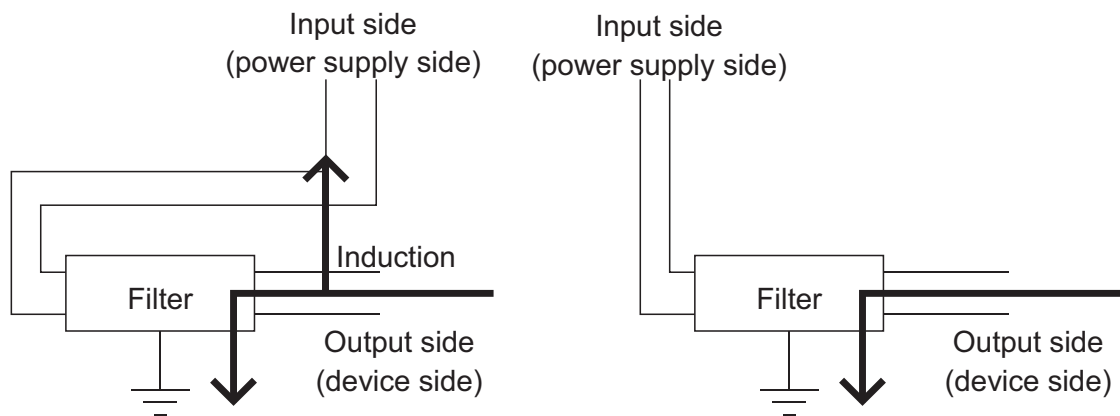 Input side
(power supply side)
Induction
Filter
Output side
(device side)
Input side
(power supply side)
Filter
Output side
(device side)